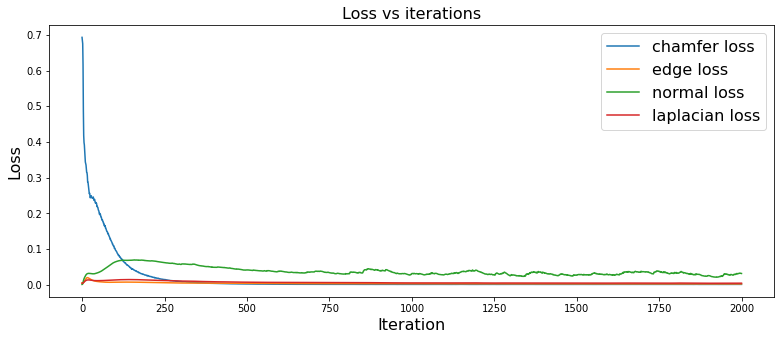 Loss vs iterations
chamfer loss
edge loss
normal loss
laplacian loss
Loss
0.7
0.6
0.5
0.4
0.3
0.2
0.1
0.0
0 250 500 750 1000 1250 1500 1750 2000
Iteration